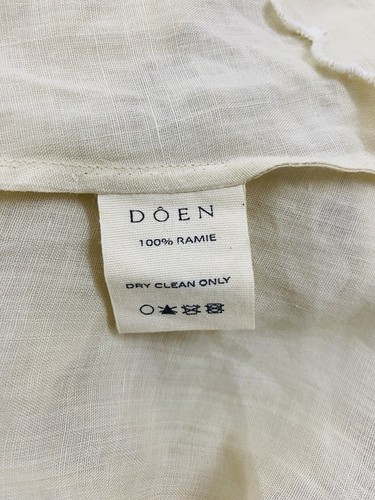 DÔEN
100% RAMIE
DRY CLEAN ONLY